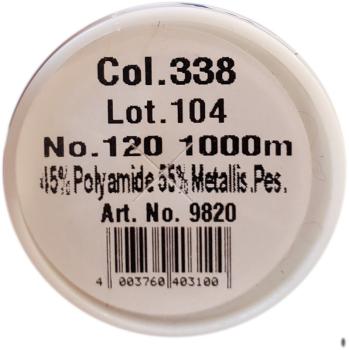 Col.338
Lot.104
No.120 1000m
45% Polyamide 55% Metallis.Pes.
Art. No. 9820
4 003760 403100